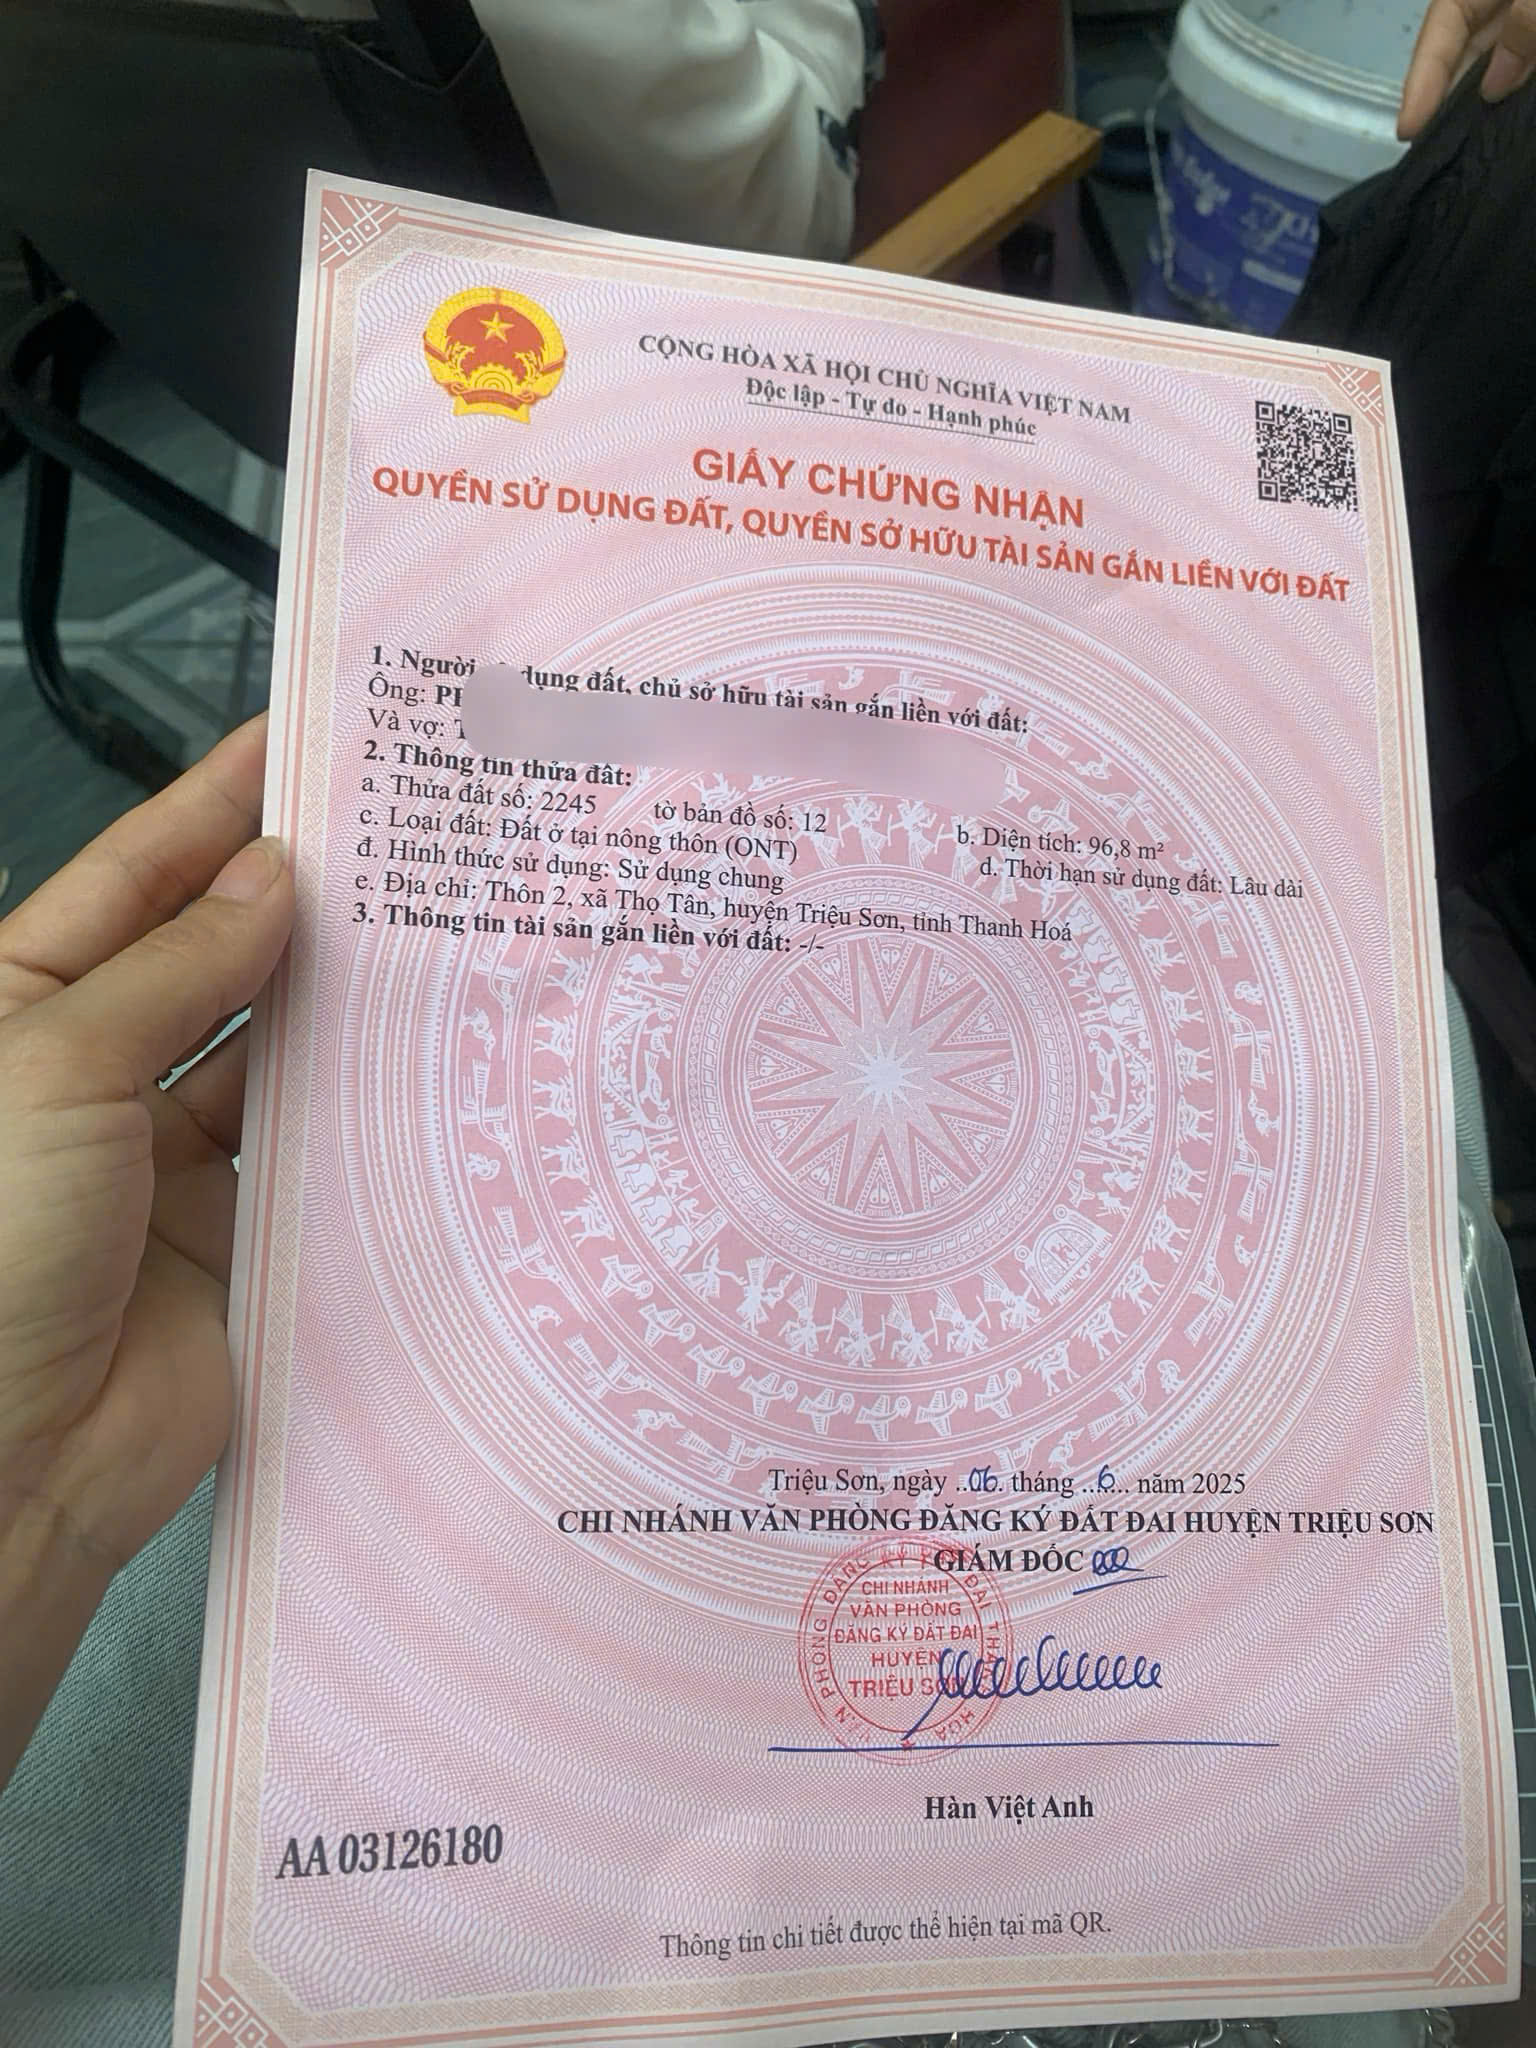 CỘNG HÒA XÃ HỘI CHỦ NGHĨA VIỆT NAM
Độc lập - Tự do - Hạnh phúc
GIẤY CHỨNG NHẬN
QUYỀN SỬ DỤNG ĐẤT, QUYỀN SỞ HỮU TÀI SẢN GẮN LIỀN VỚI ĐẤT
1. Người dụng đất, chủ sở hữu tài sản gắn liền với đất:
Ông:
Và vợ:
2. Thông tin thửa đất:
a. Thửa đất số: 2245 tờ bản đồ số: 12 b. Diện tích: 96,8 m²
c. Loại đất: Đất ở tại nông thôn (ONT) d. Thời hạn sử dụng đất: Lâu dài
đ. Hình thức sử dụng: Sử dụng chung
e. Địa chỉ: Thôn 2, xã Thọ Tân, huyện Triệu Sơn, tỉnh Thanh Hoá
3. Thông tin tài sản gắn liền với đất: -/-
Triệu Sơn, ngày ..06. tháng ..6... năm 2025
CHI NHÁNH VĂN PHÒNG ĐĂNG KÝ ĐẤT ĐAI HUYỆN TRIỆU SƠN
GIÁM ĐỐC
CHI NHÁNH
VĂN PHÒNG
ĐĂNG KÝ ĐẤT ĐAI
HUYỆN
TRIỆU SƠN
Hàn Việt Anh
AA 03126180
Thông tin chi tiết được thể hiện tại mã QR.